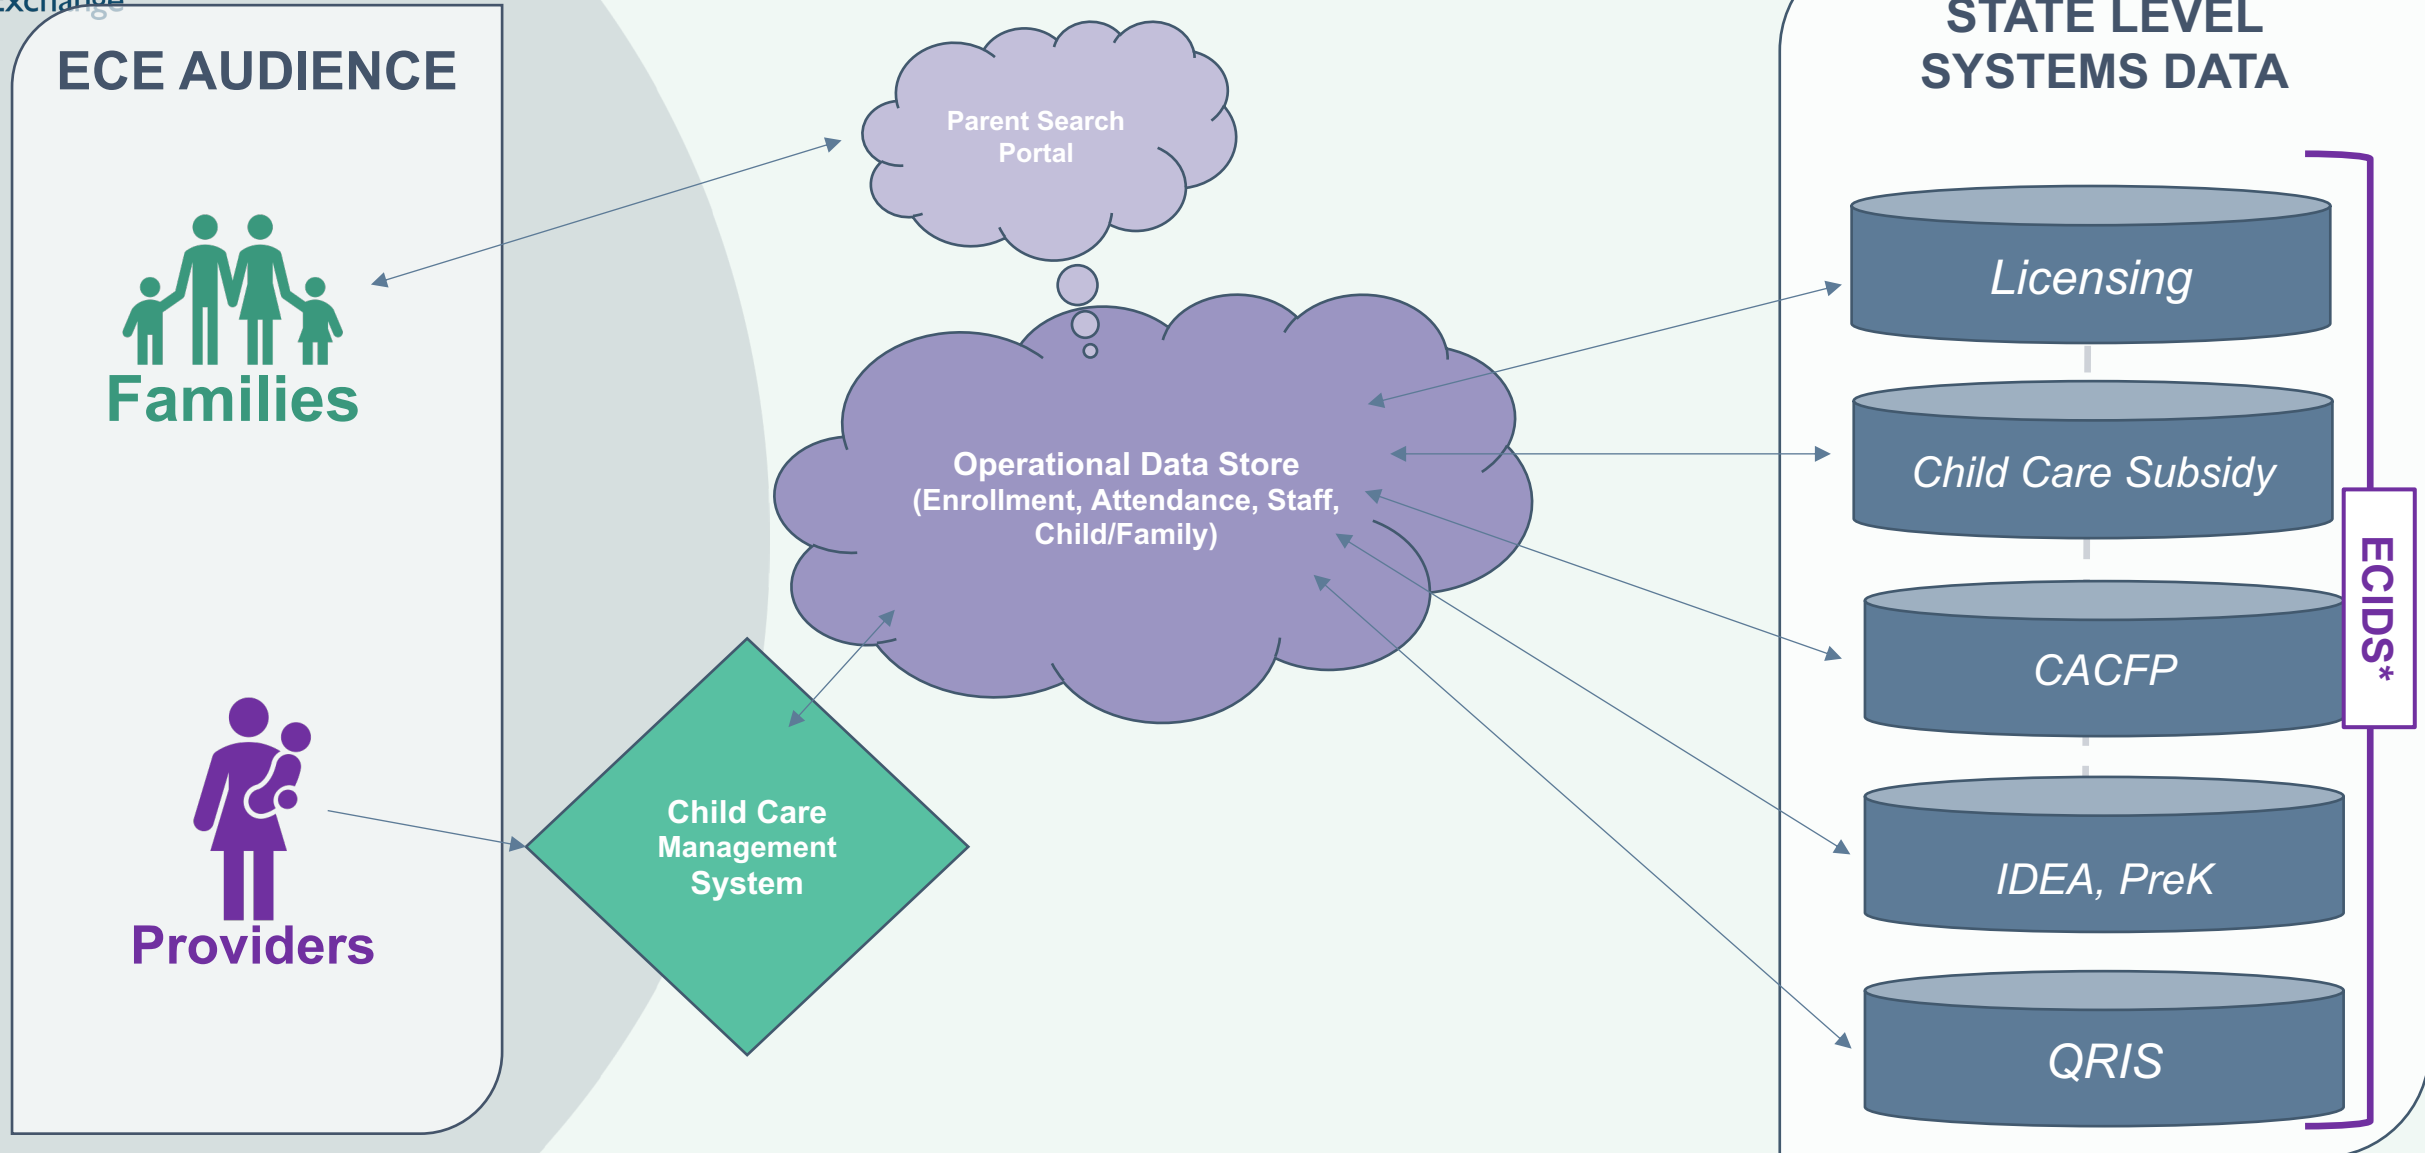 Exchange
ECE AUDIENCE
Families
Providers
Parent Search
Portal
Operational Data Store
(Enrollment, Attendance, Staff,
Child/Family)
Child Care
Management
System
STATE LEVEL
SYSTEMS DATA
Licensing
Child Care Subsidy
CACFP
IDEA, PreK
QRIS
ECIDS*